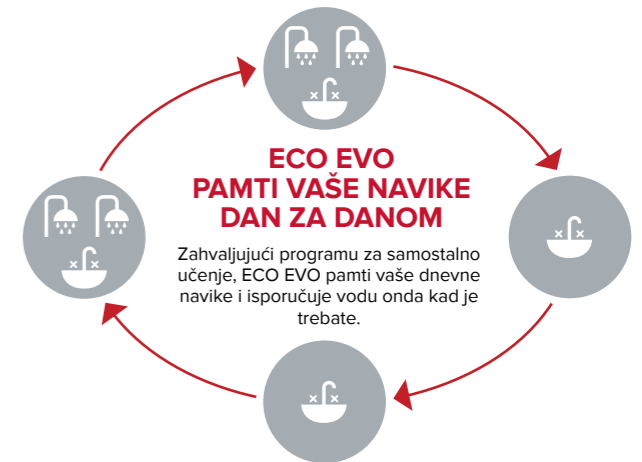 ECO EVO
PAMTI VAŠE NAVIKE
DAN ZA DANOM
Zahvaljujući programu za samostalno
učenje, ECO EVO pamti vaše dnevne
navike i isporučuje vodu onda kad je
trebate.